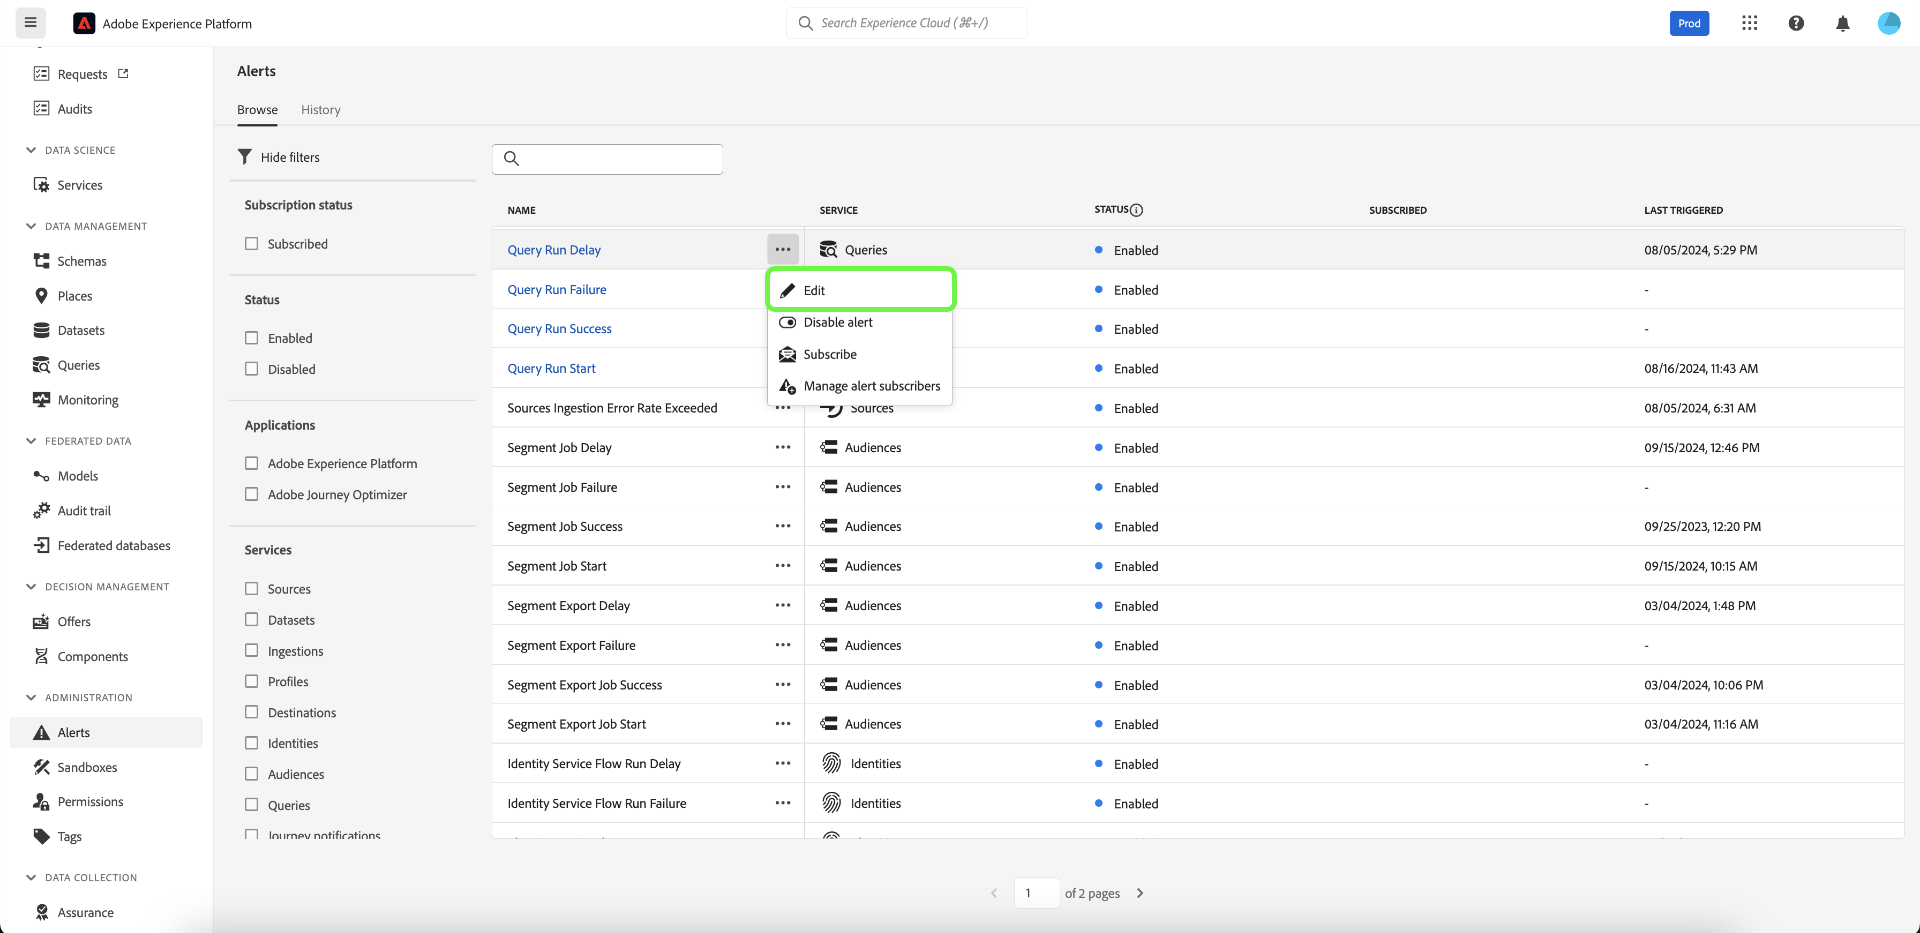 Adobe Experience Platform
Search Experience Cloud (⌘+/)
Prod
Requests
Audits
DATA SCIENCE
Services
DATA MANAGEMENT
Schemas
Places
Datasets
Queries
Monitoring
FEDERATED DATA
Models
Audit trail
Federated databases
DECISION MANAGEMENT
Offers
Components
ADMINISTRATION
Alerts
Sandboxes
Permissions
Tags
DATA COLLECTION
Assurance
Alerts
Browse History
Hide filters
Subscription status
Subscribed
Status
Enabled
Disabled
Applications
Adobe Experience Platform
Adobe Journey Optimizer
Services
Sources
Datasets
Ingestions
Profiles
Destinations
Identities
Audiences
Queries
Journey notifications
NAME SERVICE STATUS SUBSCRIBED LAST TRIGGERED
Query Run Delay Queries Enabled 08/05/2024, 5:29 PM
Query Run Failure Enabled -
Query Run Success Enabled -
Query Run Start Enabled 08/16/2024, 11:43 AM
Sources Ingestion Error Rate Exceeded Sources Enabled 08/05/2024, 6:31 AM
Segment Job Delay Audiences Enabled 09/15/2024, 12:46 PM
Segment Job Failure Audiences Enabled -
Segment Job Success Audiences Enabled 09/25/2023, 12:20 PM
Segment Job Start Audiences Enabled 09/15/2024, 10:15 AM
Segment Export Delay Audiences Enabled 03/04/2024, 1:48 PM
Segment Export Failure Audiences Enabled -
Segment Export Job Success Audiences Enabled 03/04/2024, 10:06 PM
Segment Export Job Start Audiences Enabled 03/04/2024, 11:16 AM
Identity Service Flow Run Delay Identities Enabled -
Identity Service Flow Run Failure Identities Enabled -
Edit
Disable alert
Subscribe
Manage alert subscribers
1 of 2 pages